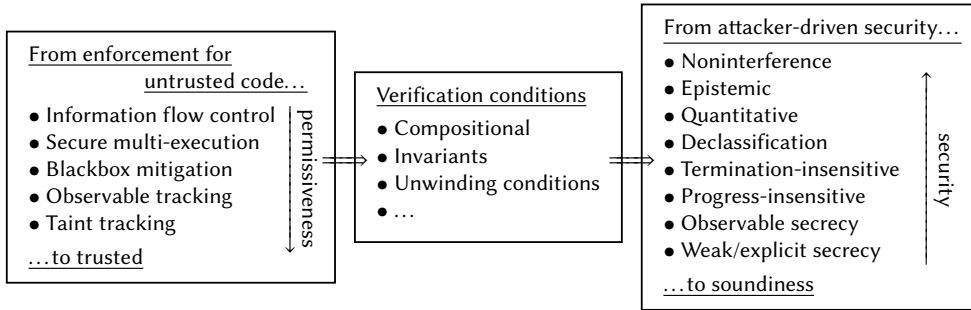 From enforcement for
untrusted code…
● Information flow control
● Secure multi-execution
● Blackbox mitigation
● Observable tracking
● Taint tracking
…to trusted
permissiveness
Verification conditions
● Compositional
● Invariants
● Unwinding conditions
● …
From attacker-driven security…
● Noninterference
● Epistemic
● Quantitative
● Declassification
● Termination-insensitive
● Progress-insensitive
● Observable secrecy
● Weak/explicit secrecy
…to soundiness
security